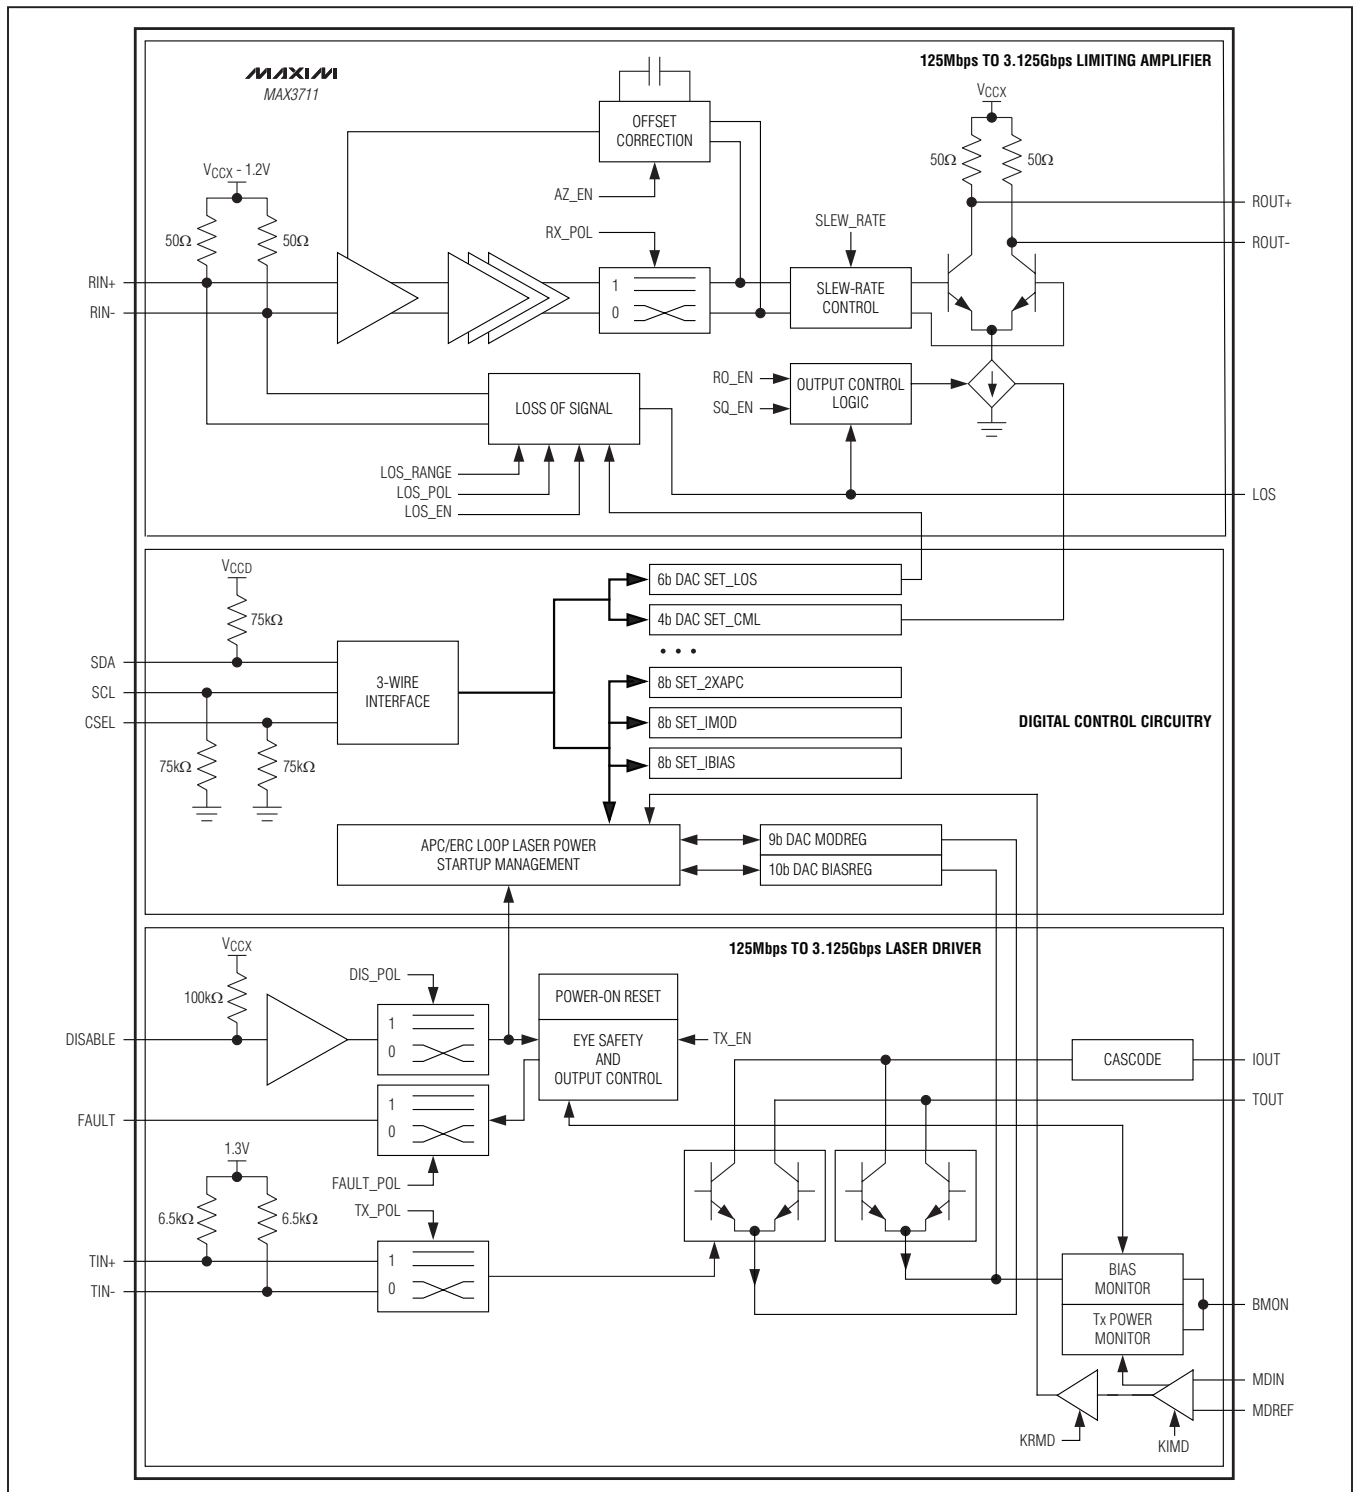 125Mbps TO 3.125Gbps LIMITING AMPLIFIER
MAXIM
MAX3711
VCCX
OFFSET
CORRECTION
50Ω
50Ω
VCCX - 1.2V
AZ_EN
ROUT+
RX_POL
SLEW_RATE
50Ω
50Ω
ROUT-
RIN+
1
SLEW-RATE
CONTROL
RIN-
0
RO_EN
OUTPUT CONTROL
LOGIC
SQ_EN
LOSS OF SIGNAL
LOS_RANGE
LOS_POL
LOS_EN
LOS
VCCD
6b DAC SET_LOS
75kΩ
4b DAC SET_CML
• • •
SDA
SCL
CSEL
3-WIRE
INTERFACE
8b SET_2XAPC
8b SET_IMOD
DIGITAL CONTROL CIRCUITRY
75kΩ
75kΩ
8b SET_IBIAS
APC/ERC LOOP LASER POWER
STARTUP MANAGEMENT
9b DAC MODREG
10b DAC BIASREG
VCCX
125Mbps TO 3.125Gbps LASER DRIVER
DIS_POL
100kΩ
POWER-ON RESET
DISABLE
1
0
EYE SAFETY
AND
OUTPUT CONTROL
TX_EN
CASCODE
IOUT
TOUT
FAULT
1
0
1.3V
FAULT_POL
TX_POL
6.5kΩ
6.5kΩ
TIN+
1
TIN-
0
BIAS
MONITOR
BMON
Tx POWER
MONITOR
MDIN
MDREF
KRMD
KIMD